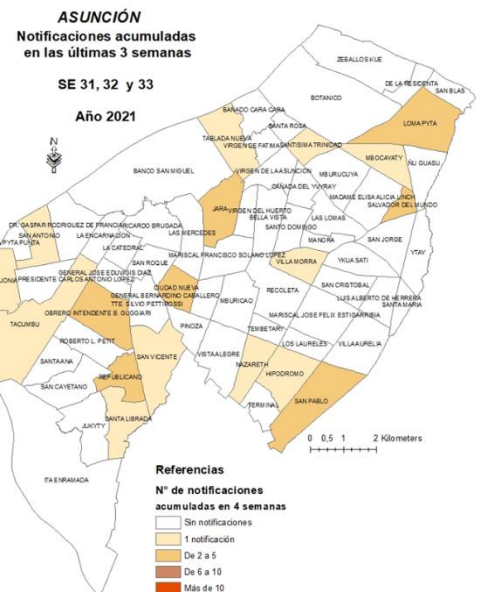 ASUNCIÓN
Notificaciones acumuladas
en las últimas 3 semanas
SE 31, 32 y 33
Año 2021
N
ZEBALLOS KUE
DE LA RESIDENTA
SAN BLAS
BOTANICO
BAÑADO CARA CARA
LOMA PYTA
SANTA ROSA
TABLADA NUEVA
VIRGEN DE FATIMA
SANTISIMA TRINIDAD
MBOCAYATY
ÑU GUASU
BANCO SAN MIGUEL
VIRGEN DE LA ASUNCION
MBURUCUYA
CAÑADA DEL YVYRAY
MADAME ELISA ALICIA LINCH
SALVADOR DEL MUNDO
JARA
VIRGEN DEL HUERTO
BELLA VISTA
LAS LOMAS
SANTO DOMINGO
DR. GASPAR RODRIGUEZ DE FRANCIA
RICARDO BRUGADA
SAN ANTONIO
LA ENCARNACION
LAS MERCEDES
PYTA PUNTA
LA CATEDRAL
MANORA
SAN JORGE
YTAY
MARISCAL FRANCISCO SOLANO LOPEZ
YKUA SATI
SAN ROQUE
VILLA MORRA
GENERAL JOSE EDUVIGIS DIAZ
CIUDAD NUEVA
SAN CRISTOBAL
JONIA
PRESIDENTE CARLOS ANTONIO LOPEZ
RECOLETA
GENERAL BERNARDINO CABALLERO
LUIS ALBERTO DE HERRERA
MBURICAO
TTE. SILVIO PETTIROSSI
SANTA MARIA
OBRERO INTENDENTE B. GUGGIARI
MARISCAL JOSE FELIX ESTIGARRIBIA
TACUMBU
PINOZA
TEMBETARY
ROBERTO L. PETIT
LOS LAURELES
VILLA AURELIA
SAN VICENTE
VISTA ALEGRE
SANTA ANA
NAZARETH
HIPODROMO
REPUBLICANO
SAN CAYETANO
SAN PABLO
TERMINAL
SANTA LIBRADA
JUKYTY
0 0,5 1 2 Kilometers
ITA ENRAMADA
Referencias
N° de notificaciones
acumuladas en 4 semanas
Sin notificaciones
1 notificación
De 2 a 5
De 6 a 10
Más de 10